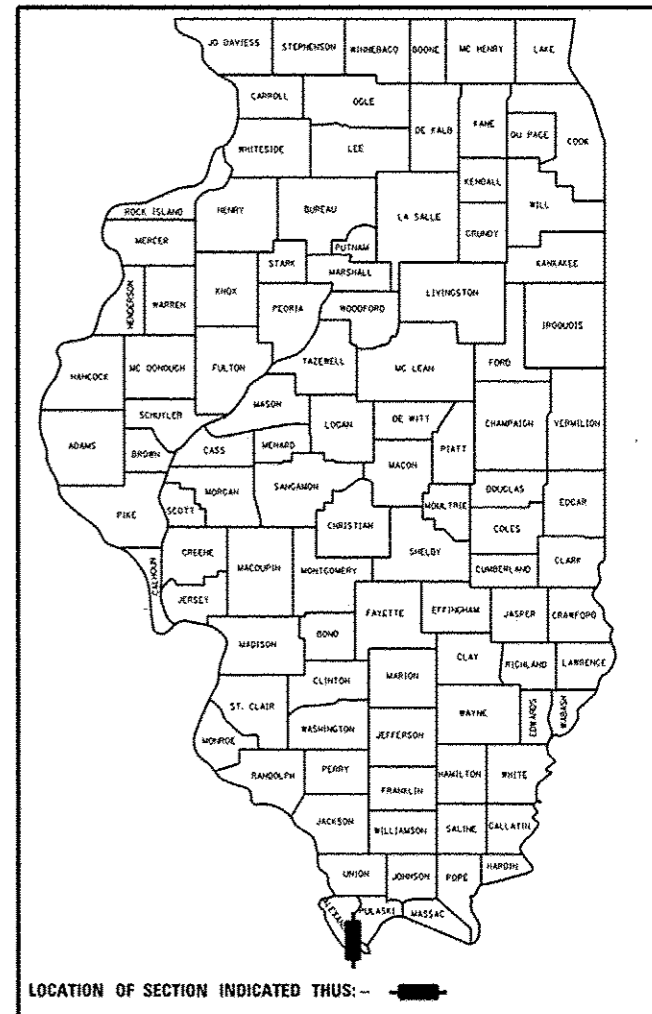 JO DAVIESS STEPHENSON WINNEBAGO BOONE MC HENRY LAKE
CARROLL OGLE DE KALB KANE DU PAGE COOK
WHITESIDE LEE KENDALL WILL
ROCK ISLAND HENRY BUREAU LA SALLE GRUNDY
MERCER PUTNAM KANKAKEE
HENDERSON WARREN KNOX STARK MARSHALL LIVINGSTON
PEORIA WOODFORD IROQUOIS
HANCOCK MC DONOUGH FULTON TAZEWELL MC LEAN FORD
SCHUYLER MASON LOGAN DE WITT CHAMPAIGN VERMILION
ADAMS BROWN CASS MENARD MACON PIATT
PIKE SCOTT MORGAN SANGAMON CHRISTIAN MOULTRIE DOUGLAS EDGAR
COLES
CALHOUN GREENE MACOUPIN MONTGOMERY SHELBY CUMBERLAND CLARK
JERSEY FAYETTE EFFINGHAM JASPER CRAWFORD
MADISON BOND CLAY RICHLAND LAWRENCE
CLINTON MARION
ST. CLAIR WAYNE EDWARDS WABASH
MONROE WASHINGTON JEFFERSON
RANDOLPH PERRY HAMILTON WHITE
FRANKLIN
JACKSON WILLIAMSON SALINE GALLATIN
UNION JOHNSON POPE HARDIN
PULASKI MASSAC
LOCATION OF SECTION INDICATED THUS: –